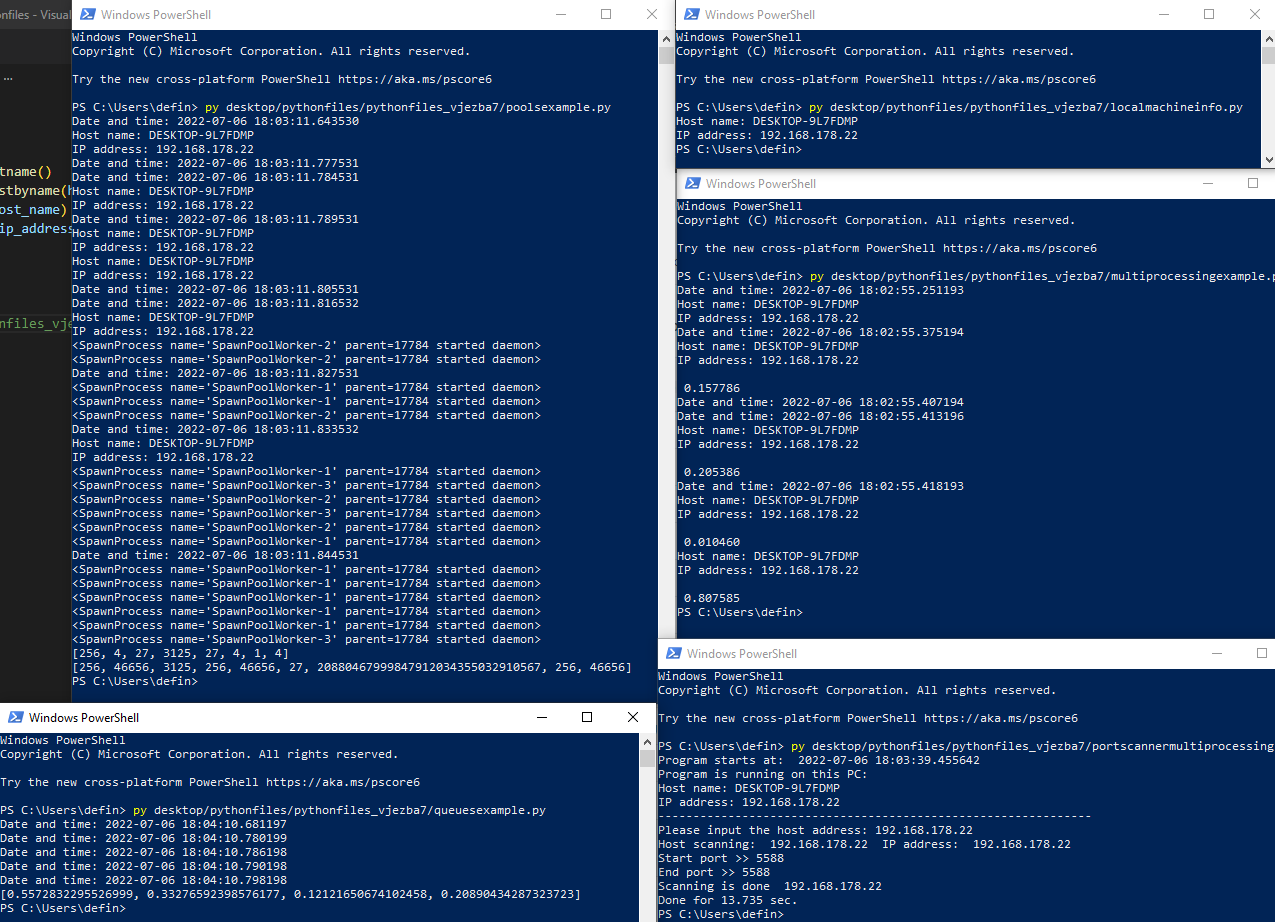 nfiles - Visual
...
tname()
stbyname(h
ost_name)
ip_address
nfiles_vje
Windows PowerShell
Windows PowerShell
Copyright (C) Microsoft Corporation. All rights reserved.
Try the new cross-platform PowerShell https://aka.ms/pscore6
PS C:\Users\defin> py desktop/pythonfiles/pythonfiles_vjezba7/poolsexample.py
Date and time: 2022-07-06 18:03:11.643530
Host name: DESKTOP-9L7FDMP
IP address: 192.168.178.22
Date and time: 2022-07-06 18:03:11.777531
Date and time: 2022-07-06 18:03:11.784531
Host name: DESKTOP-9L7FDMP
IP address: 192.168.178.22
Date and time: 2022-07-06 18:03:11.789531
Host name: DESKTOP-9L7FDMP
IP address: 192.168.178.22
Host name: DESKTOP-9L7FDMP
IP address: 192.168.178.22
Date and time: 2022-07-06 18:03:11.805531
Date and time: 2022-07-06 18:03:11.816532
Host name: DESKTOP-9L7FDMP
IP address: 192.168.178.22
<SpawnProcess name='SpawnPoolWorker-2' parent=17784 started daemon>
<SpawnProcess name='SpawnPoolWorker-2' parent=17784 started daemon>
Date and time: 2022-07-06 18:03:11.827531
<SpawnProcess name='SpawnPoolWorker-1' parent=17784 started daemon>
<SpawnProcess name='SpawnPoolWorker-1' parent=17784 started daemon>
<SpawnProcess name='SpawnPoolWorker-2' parent=17784 started daemon>
Date and time: 2022-07-06 18:03:11.833532
Host name: DESKTOP-9L7FDMP
IP address: 192.168.178.22
<SpawnProcess name='SpawnPoolWorker-1' parent=17784 started daemon>
<SpawnProcess name='SpawnPoolWorker-3' parent=17784 started daemon>
<SpawnProcess name='SpawnPoolWorker-2' parent=17784 started daemon>
<SpawnProcess name='SpawnPoolWorker-3' parent=17784 started daemon>
<SpawnProcess name='SpawnPoolWorker-2' parent=17784 started daemon>
<SpawnProcess name='SpawnPoolWorker-1' parent=17784 started daemon>
Date and time: 2022-07-06 18:03:11.844531
<SpawnProcess name='SpawnPoolWorker-1' parent=17784 started daemon>
<SpawnProcess name='SpawnPoolWorker-1' parent=17784 started daemon>
<SpawnProcess name='SpawnPoolWorker-1' parent=17784 started daemon>
<SpawnProcess name='SpawnPoolWorker-1' parent=17784 started daemon>
<SpawnProcess name='SpawnPoolWorker-1' parent=17784 started daemon>
<SpawnProcess name='SpawnPoolWorker-3' parent=17784 started daemon>
[256, 4, 27, 3125, 27, 4, 1, 4]
[256, 46656, 3125, 256, 46656, 27, 20880467999847912034355032910567, 256, 46656]
PS C:\Users\defin>
Windows PowerShell
Windows PowerShell
Copyright (C) Microsoft Corporation. All rights reserved.
Try the new cross-platform PowerShell https://aka.ms/pscore6
PS C:\Users\defin> py desktop/pythonfiles/pythonfiles_vjezba7/localmachineinfo.py
Host name: DESKTOP-9L7FDMP
IP address: 192.168.178.22
PS C:\Users\defin>
Windows PowerShell
Windows PowerShell
Copyright (C) Microsoft Corporation. All rights reserved.
Try the new cross-platform PowerShell https://aka.ms/pscore6
PS C:\Users\defin> py desktop/pythonfiles/pythonfiles_vjezba7/multiprocessingexample.p
Date and time: 2022-07-06 18:02:55.251193
Host name: DESKTOP-9L7FDMP
IP address: 192.168.178.22
Date and time: 2022-07-06 18:02:55.375194
Host name: DESKTOP-9L7FDMP
IP address: 192.168.178.22
0.157786
Date and time: 2022-07-06 18:02:55.407194
Date and time: 2022-07-06 18:02:55.413196
Host name: DESKTOP-9L7FDMP
IP address: 192.168.178.22
0.205386
Date and time: 2022-07-06 18:02:55.418193
Host name: DESKTOP-9L7FDMP
IP address: 192.168.178.22
0.010460
Host name: DESKTOP-9L7FDMP
IP address: 192.168.178.22
0.807585
PS C:\Users\defin>
Windows PowerShell
Windows PowerShell
Copyright (C) Microsoft Corporation. All rights reserved.
Try the new cross-platform PowerShell https://aka.ms/pscore6
PS C:\Users\defin> py desktop/pythonfiles/pythonfiles_vjezba7/queuesexample.py
Date and time: 2022-07-06 18:04:10.681197
Date and time: 2022-07-06 18:04:10.780199
Date and time: 2022-07-06 18:04:10.786198
Date and time: 2022-07-06 18:04:10.790198
Date and time: 2022-07-06 18:04:10.798198
[0.5572832295526999, 0.33276592398576177, 0.12121650674102458, 0.20890434287323723]
PS C:\Users\defin>
Windows PowerShell
Windows PowerShell
Copyright (C) Microsoft Corporation. All rights reserved.
Try the new cross-platform PowerShell https://aka.ms/pscore6
PS C:\Users\defin> py desktop/pythonfiles/pythonfiles_vjezba7/portscannermultiprocessing
Program starts at:  2022-07-06 18:03:39.455642
Program is running on this PC:
Host name: DESKTOP-9L7FDMP
IP address: 192.168.178.22
--------------------------------------------------------------
Please input the host address: 192.168.178.22
Host scanning:  192.168.178.22  IP address:  192.168.178.22
Start port >> 5588
End port >> 5588
Scanning is done  192.168.178.22
Done for 13.735 sec.
PS C:\Users\defin>